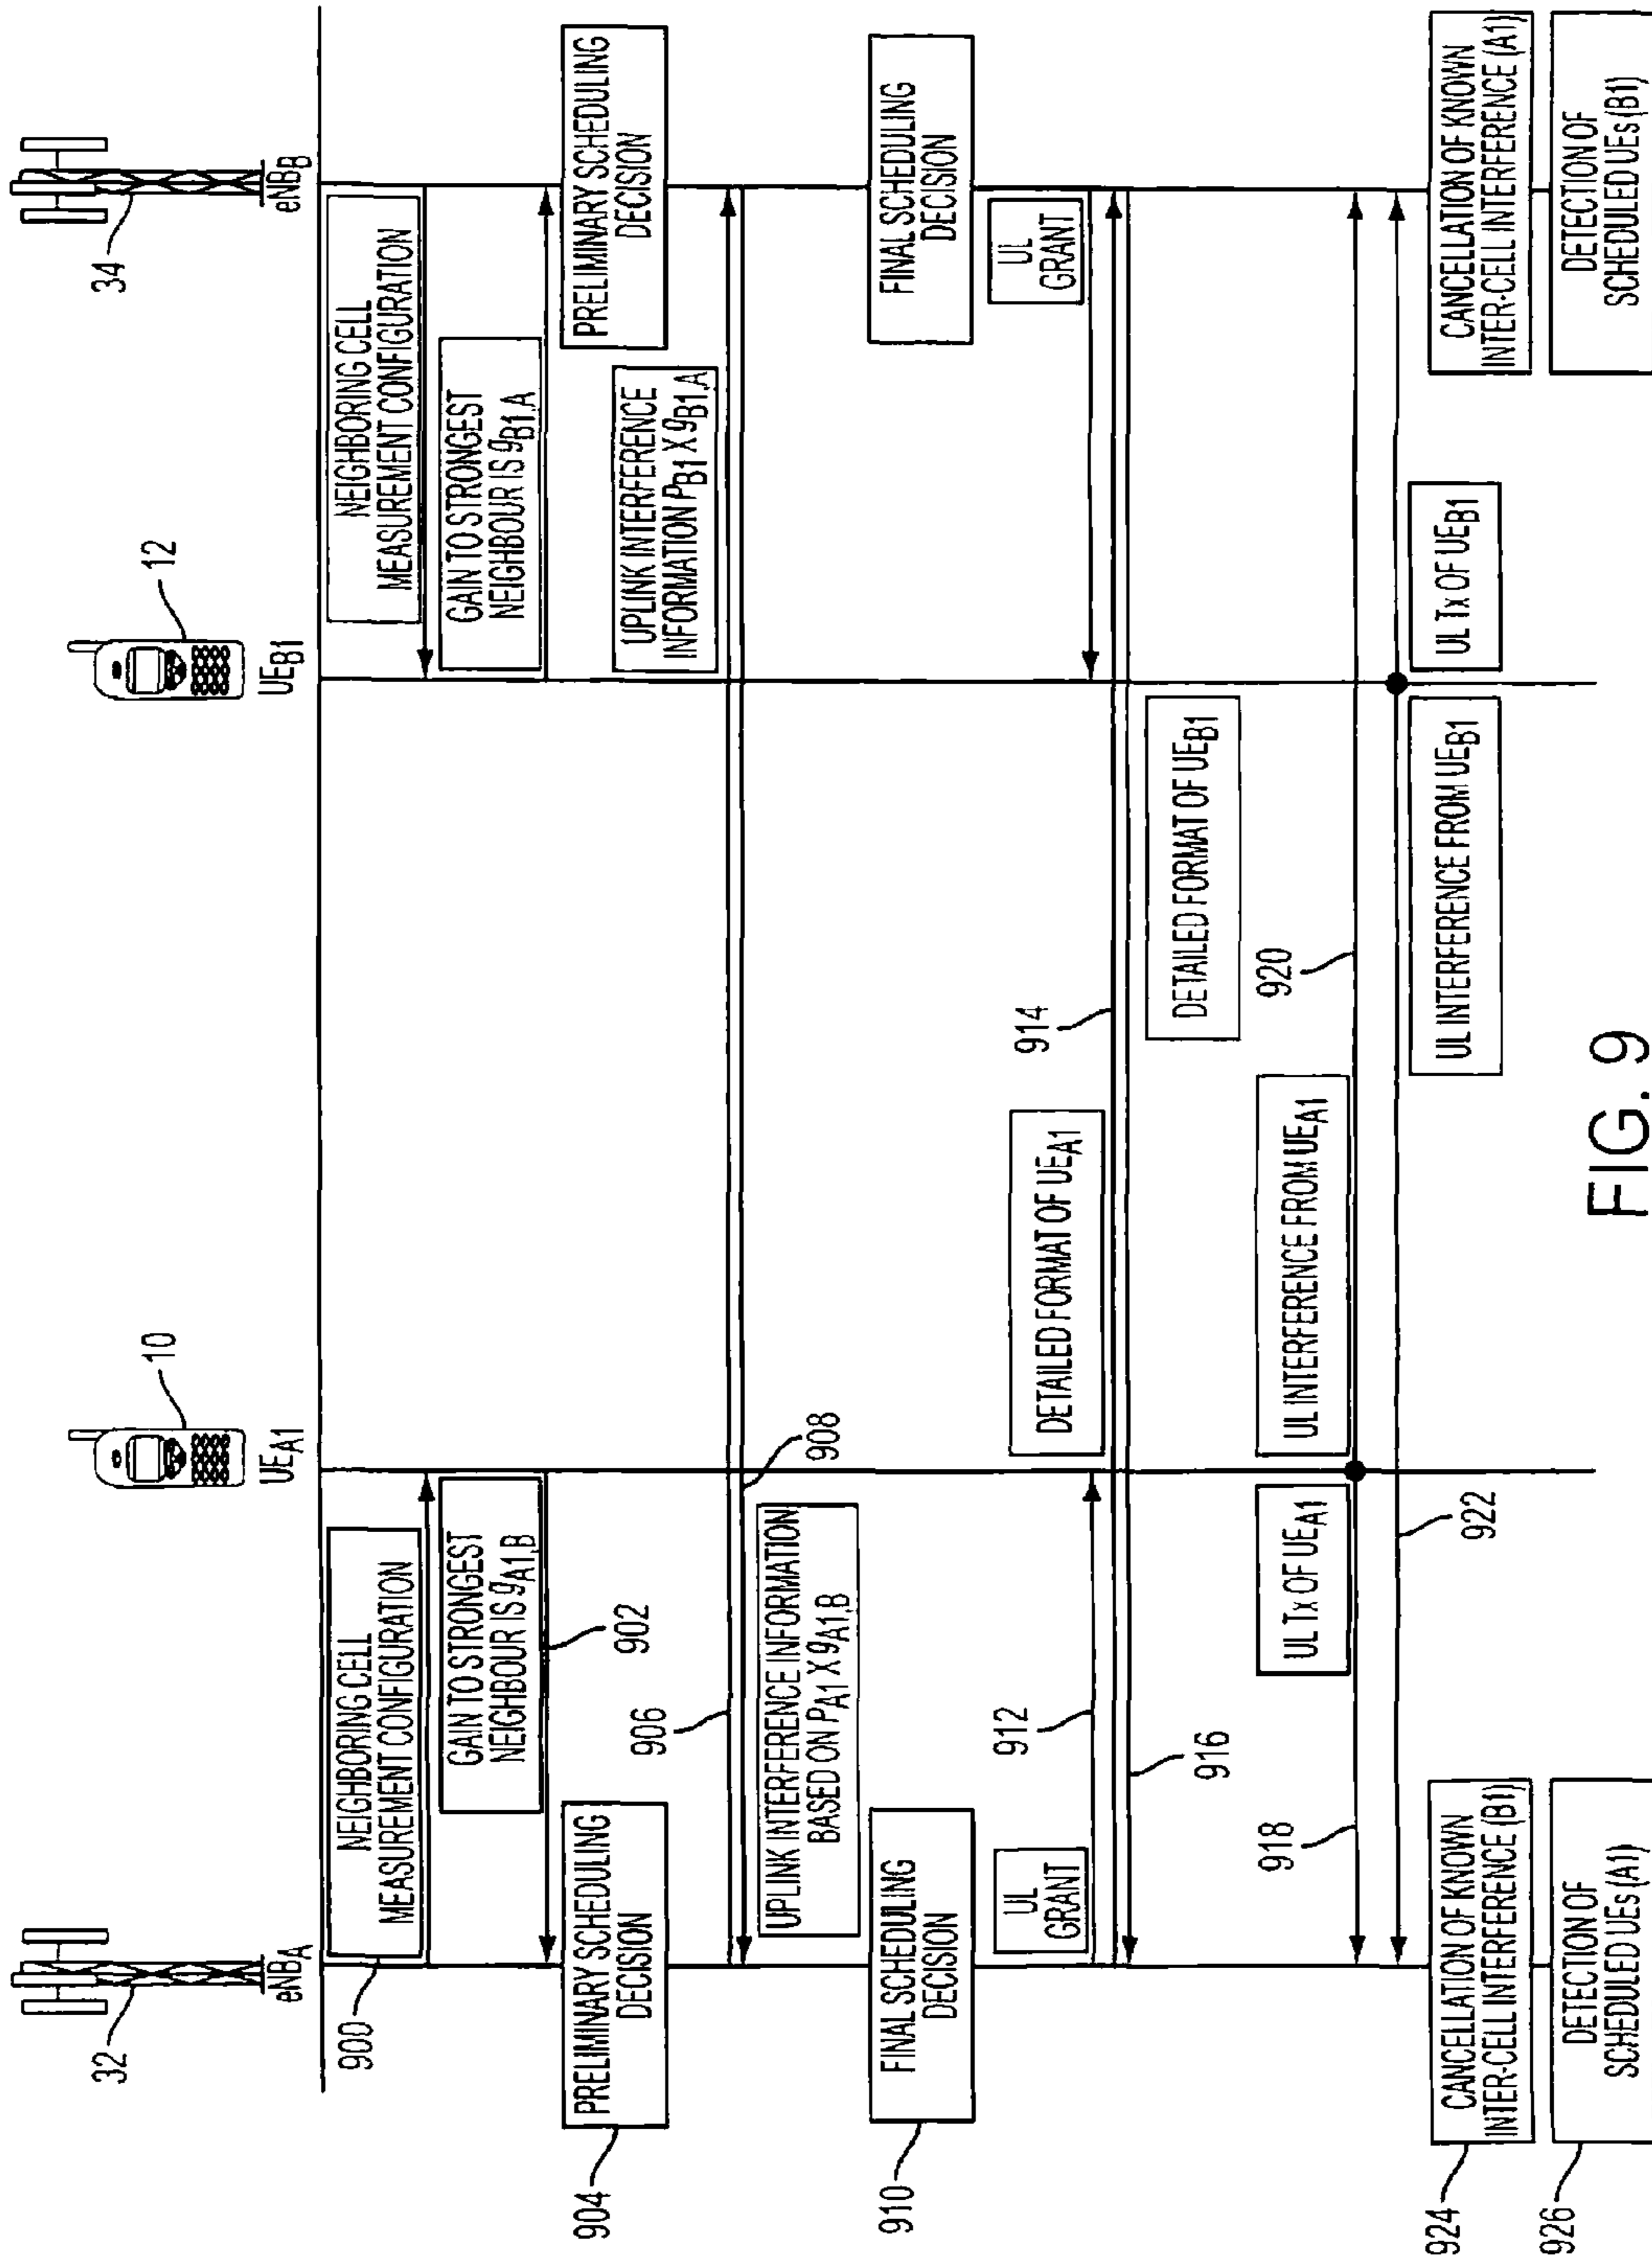 32
eNB_A
10
UE_A1
12
UE_B1
34
eNB_B
900
NEIGHBORING CELL
MEASUREMENT CONFIGURATION
NEIGHBORING CELL
MEASUREMENT CONFIGURATION
GAIN TO STRONGEST
NEIGHBOUR IS g_A1,B
902
GAIN TO STRONGEST
NEIGHBOUR IS g_B1,A
904
PRELIMINARY SCHEDULING
DECISION
PRELIMINARY SCHEDULING
DECISION
906
UPLINK INTERFERENCE
INFORMATION P_B1 X g_B1,A
908
UPLINK INTERFERENCE INFORMATION
BASED ON P_A1 X g_A1,B
910
FINAL SCHEDULING
DECISION
FINAL SCHEDULING
DECISION
UL
GRANT
912
UL
GRANT
DETAILED FORMAT OF UE_A1
914
916
DETAILED FORMAT OF UE_B1
918
UL Tx OF UE_A1
UL INTERFERENCE FROM UE_A1
920
922
UL INTERFERENCE FROM UE_B1
UL Tx OF UE_B1
924
CANCELLATION OF KNOWN
INTER-CELL INTERFERENCE (B1)
CANCELLATION OF KNOWN
INTER-CELL INTERFERENCE (A1)
926
DETECTION OF
SCHEDULED UEs (A1)
DETECTION OF
SCHEDULED UEs (B1)
FIG. 9